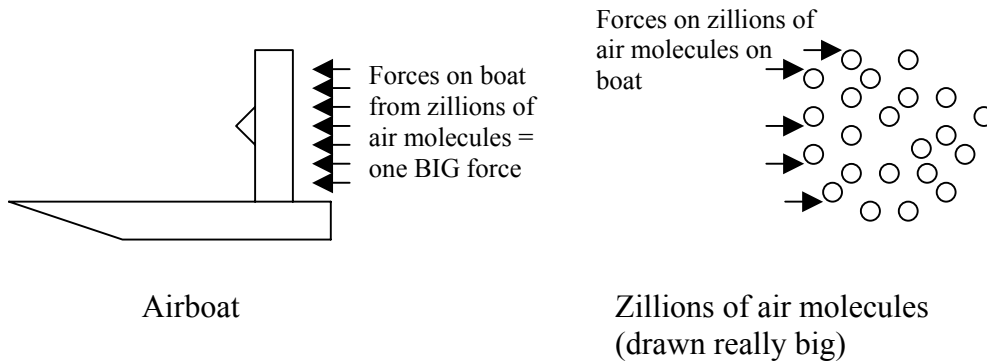 Forces on boat
from zillions of
air molecules =
one BIG force
Forces on zillions of
air molecules on
boat
Airboat
Zillions of air molecules
(drawn really big)